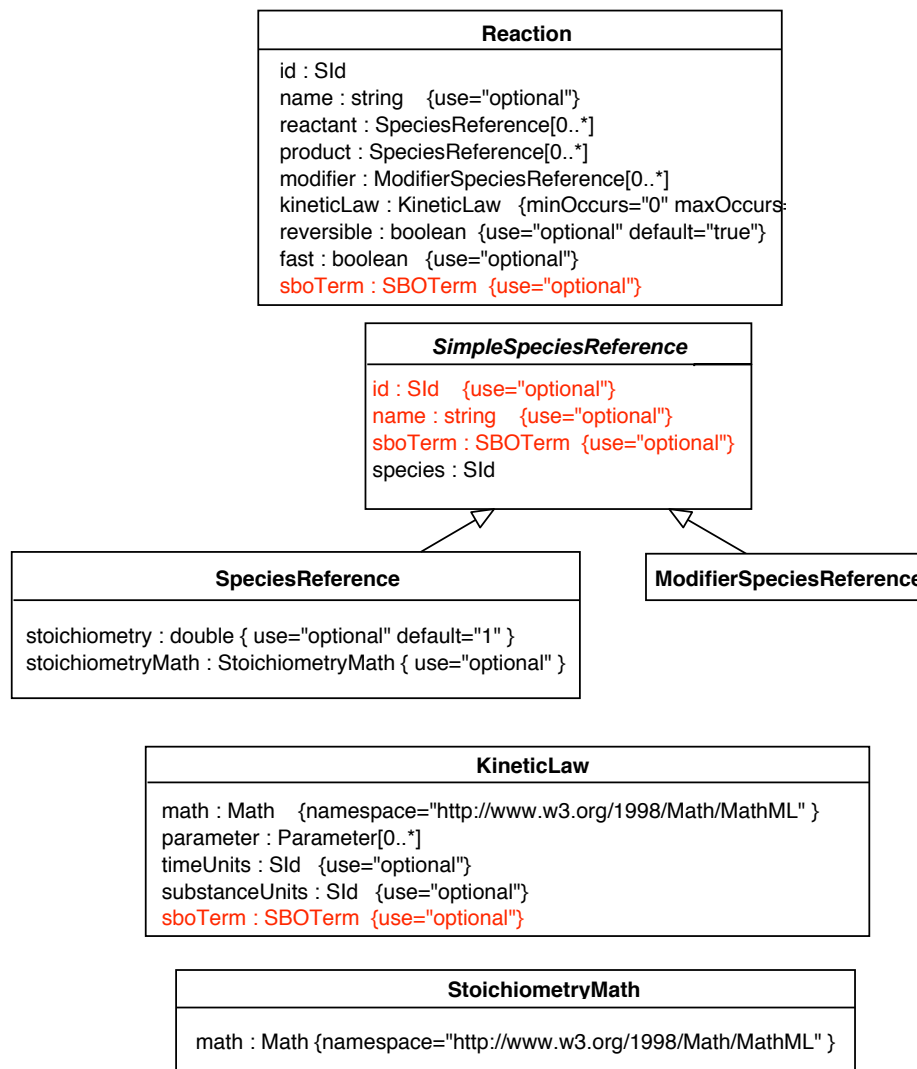 Reaction
id : SId
name : string {use="optional"}
reactant : SpeciesReference[0..*]
product : SpeciesReference[0..*]
modifier : ModifierSpeciesReference[0..*]
kineticLaw : KineticLaw {minOccurs="0" maxOccurs=
reversible : boolean {use="optional" default="true"}
fast : boolean {use="optional"}
sboTerm : SBOTerm {use="optional"}
SimpleSpeciesReference
id : SId {use="optional"}
name : string {use="optional"}
sboTerm : SBOTerm {use="optional"}
species : SId
SpeciesReference
stoichiometry : double { use="optional" default="1" }
stoichiometryMath : StoichiometryMath { use="optional" }
ModifierSpeciesReference
KineticLaw
math : Math {namespace="http://www.w3.org/1998/Math/MathML" }
parameter : Parameter[0..*]
timeUnits : SId {use="optional"}
substanceUnits : SId {use="optional"}
sboTerm : SBOTerm {use="optional"}
StoichiometryMath
math : Math {namespace="http://www.w3.org/1998/Math/MathML" }